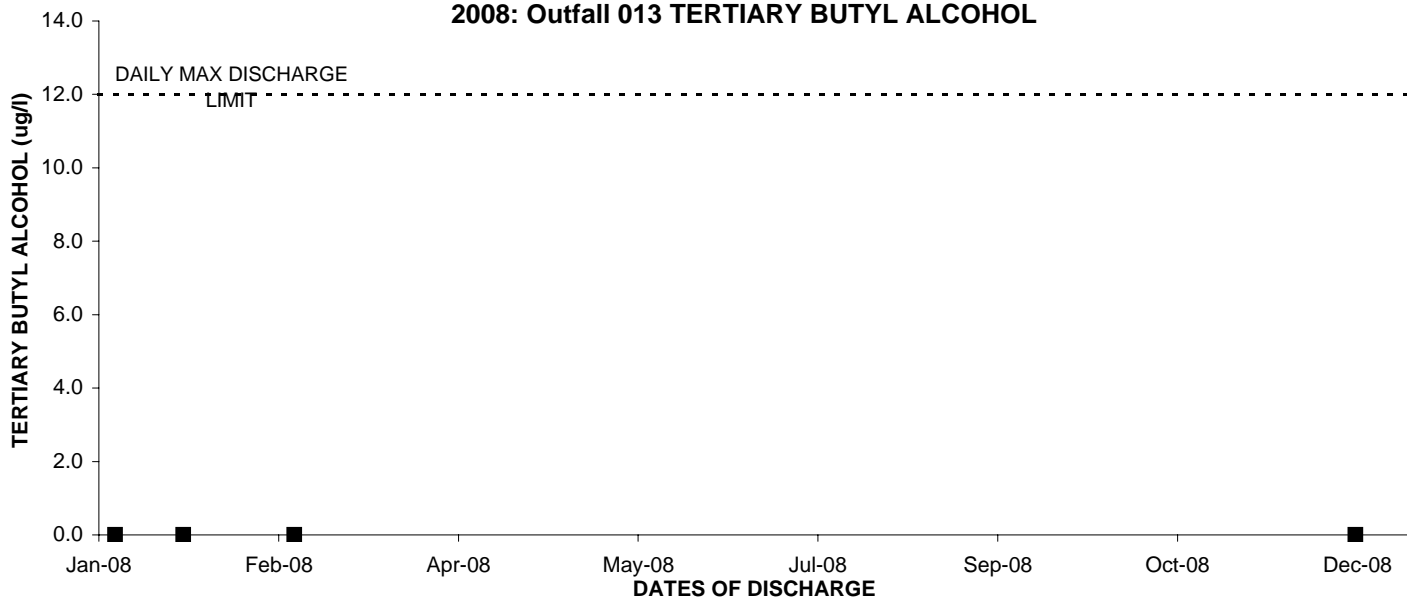 2008: Outfall 013 TERTIARY BUTYL ALCOHOL
TERTIARY BUTYL ALCOHOL (ug/l)
14.0
12.0
10.0
8.0
6.0
4.0
2.0
0.0
DAILY MAX DISCHARGE
LIMIT
Jan-08 Feb-08 Apr-08 May-08 Jul-08 Sep-08 Oct-08 Dec-08
DATES OF DISCHARGE